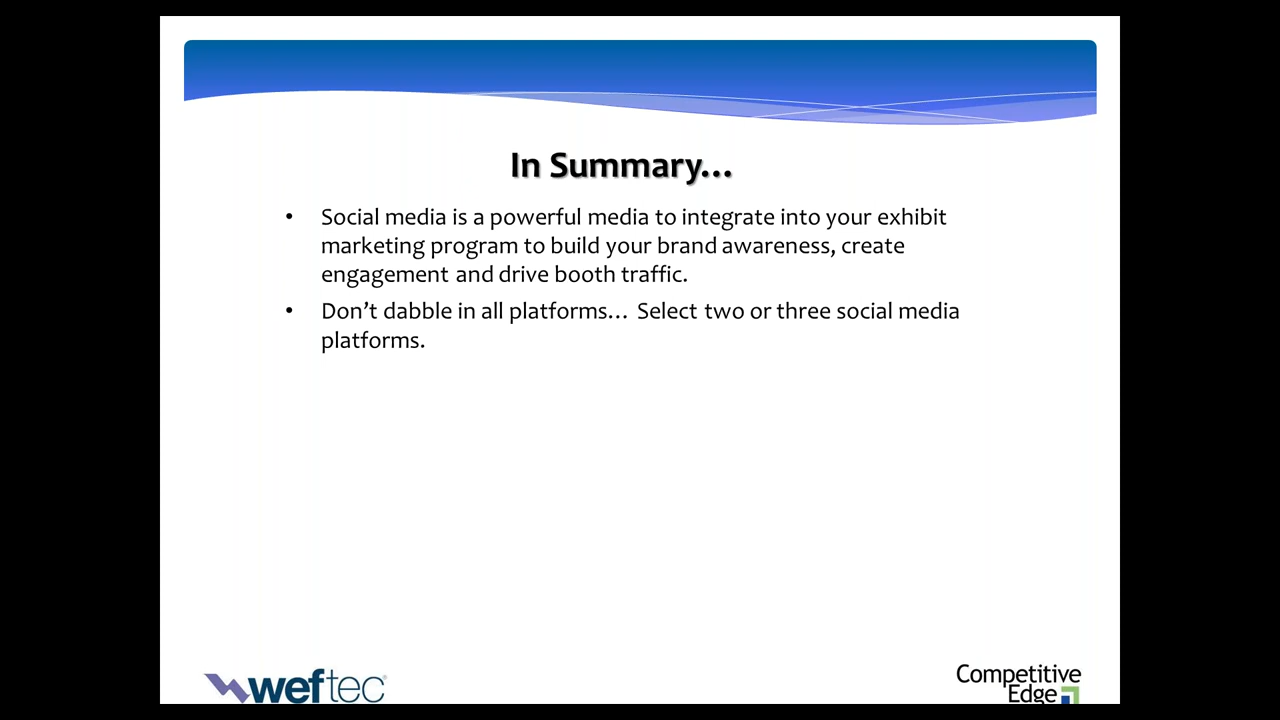 In Summary…
• Social media is a powerful media to integrate into your exhibit
marketing program to build your brand awareness, create
engagement and drive booth traffic.
• Don’t dabble in all platforms… Select two or three social media
platforms.
weftec®
Competitive
Edge